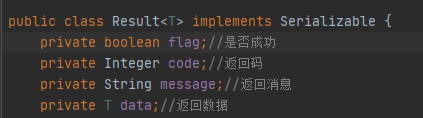 public class Result<T> implements Serializable {
private boolean flag;//是否成功
private Integer code;//返回码
private String message;//返回消息
private T data;//返回数据